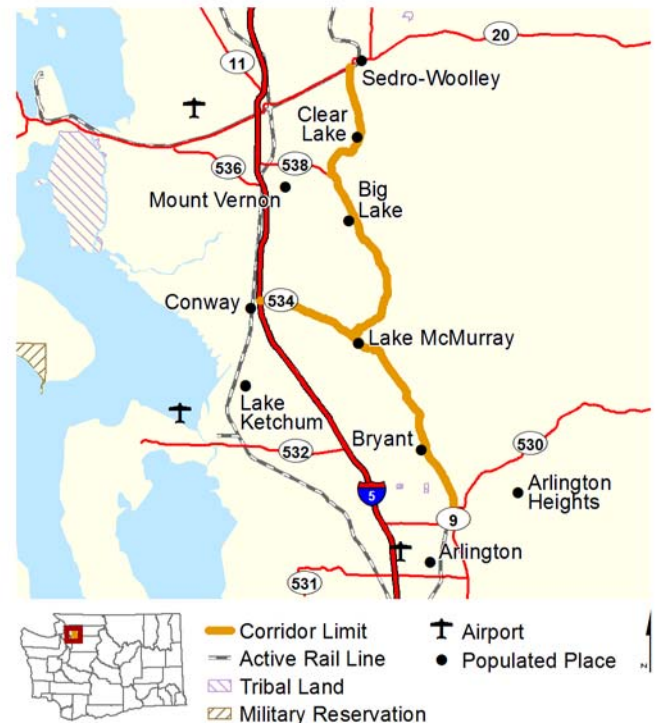 20
11
Sedro-Woolley
Clear
Lake
538
536
Mount Vernon
Big
Lake
534
Conway
Lake McMurray
Lake
Ketchum
Bryant
530
532
Arlington
Heights
5
9
Arlington
531
Corridor Limit
Active Rail Line
Tribal Land
Military Reservation
Airport
Populated Place
N